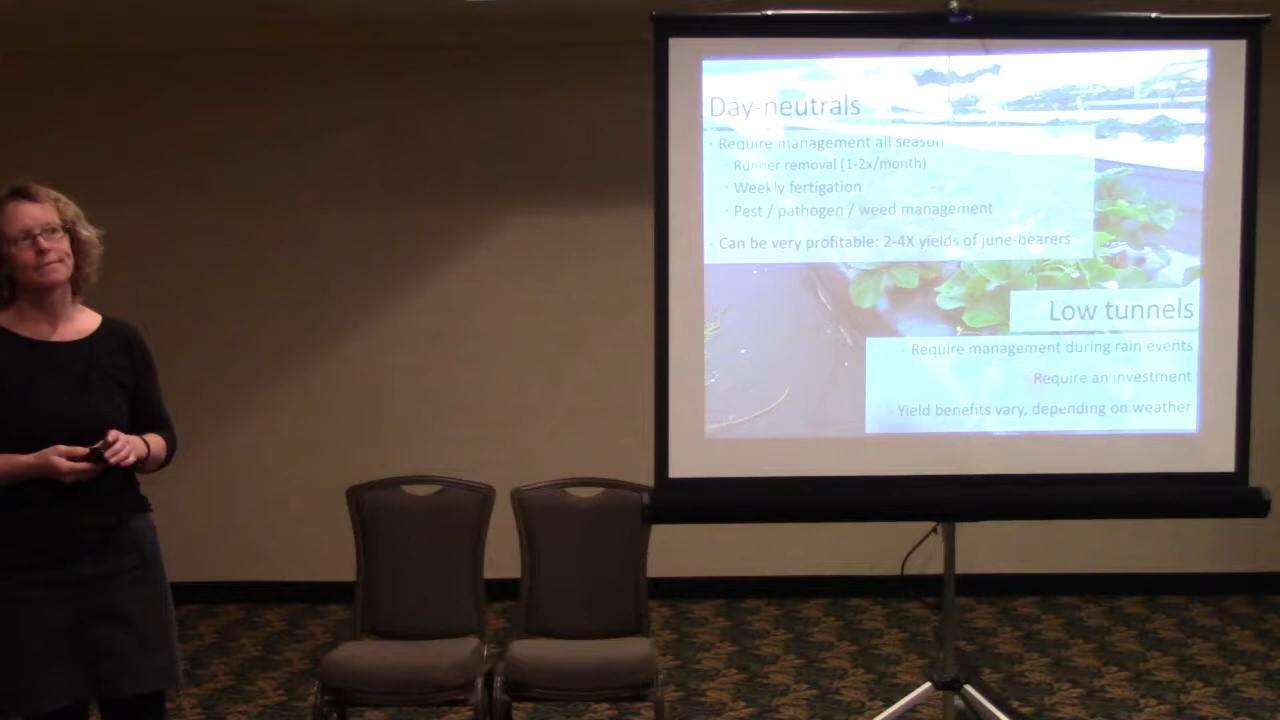 Day-neutrals
Require management all season
Runner removal (1-2x/month)
Weekly fertigation
Pest / pathogen / weed management
Can be very profitable: 2-4X yields of june-bearers
Low tunnels
Require management during rain events
Require an investment
Yield benefits vary, depending on weather